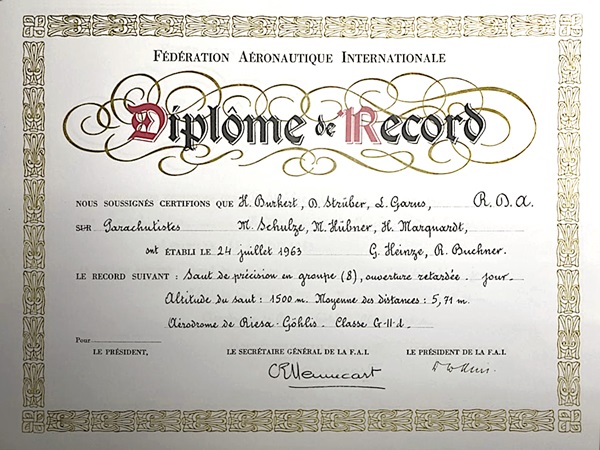 FÉDÉRATION AÉRONAUTIQUE INTERNATIONALE
Diplôme de Record
NOUS SOUSSIGNÉS CERTIFIONS QUE H. Burkert, D. Strüber, L. Garus, R.D.A.
SUR Parachutistes M. Schulze, M. Hübner, H. Marquardt,
ont ÉTABLI LE 24 juillet 1963 G. Heinze, R. Buchner.
LE RECORD SUIVANT : Saut de précision en groupe (8), ouverture retardée - jour -
Altitude du saut : 1500 m. Moyenne des distances : 5,71 m.
Aérodrome de Riesa-Göhlis - Classe G-II-d
Pour
LE PRÉSIDENT, LE SECRÉTAIRE GÉNÉRAL DE LA F.A.I. LE PRÉSIDENT DE LA F.A.I.